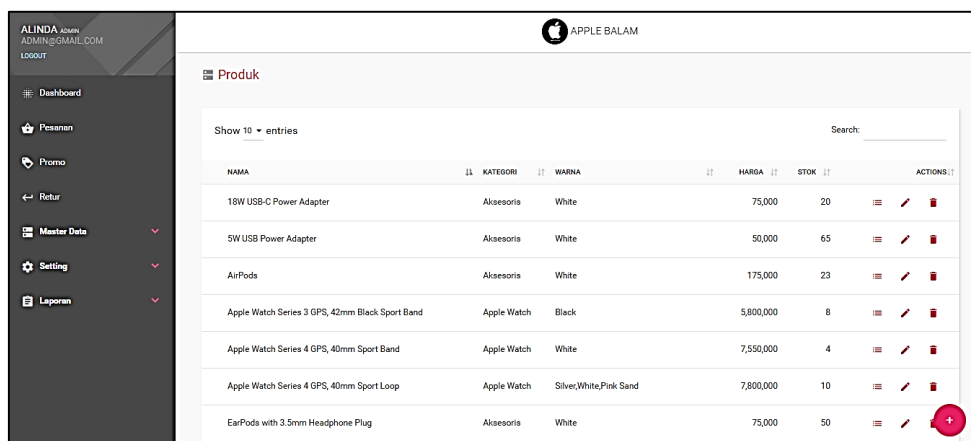 ALINDA ADMIN
ADMIN@GMAIL.COM
LOGOUT
Dashboard
Pesanan
Promo
Retur
Master Data
Setting
Laporan
APPLE BALAM
Produk
Show 10 entries
Search:
NAMA KATEGORI WARNA HARGA STOK ACTIONS
18W USB-C Power Adapter Aksesoris White 75,000 20
5W USB Power Adapter Aksesoris White 50,000 65
AirPods Aksesoris White 175,000 23
Apple Watch Series 3 GPS, 42mm Black Sport Band Apple Watch Black 5,800,000 8
Apple Watch Series 4 GPS, 40mm Sport Band Apple Watch White 7,550,000 4
Apple Watch Series 4 GPS, 40mm Sport Loop Apple Watch Silver,White,Pink Sand 7,800,000 10
EarPods with 3.5mm Headphone Plug Aksesoris White 75,000 50
+